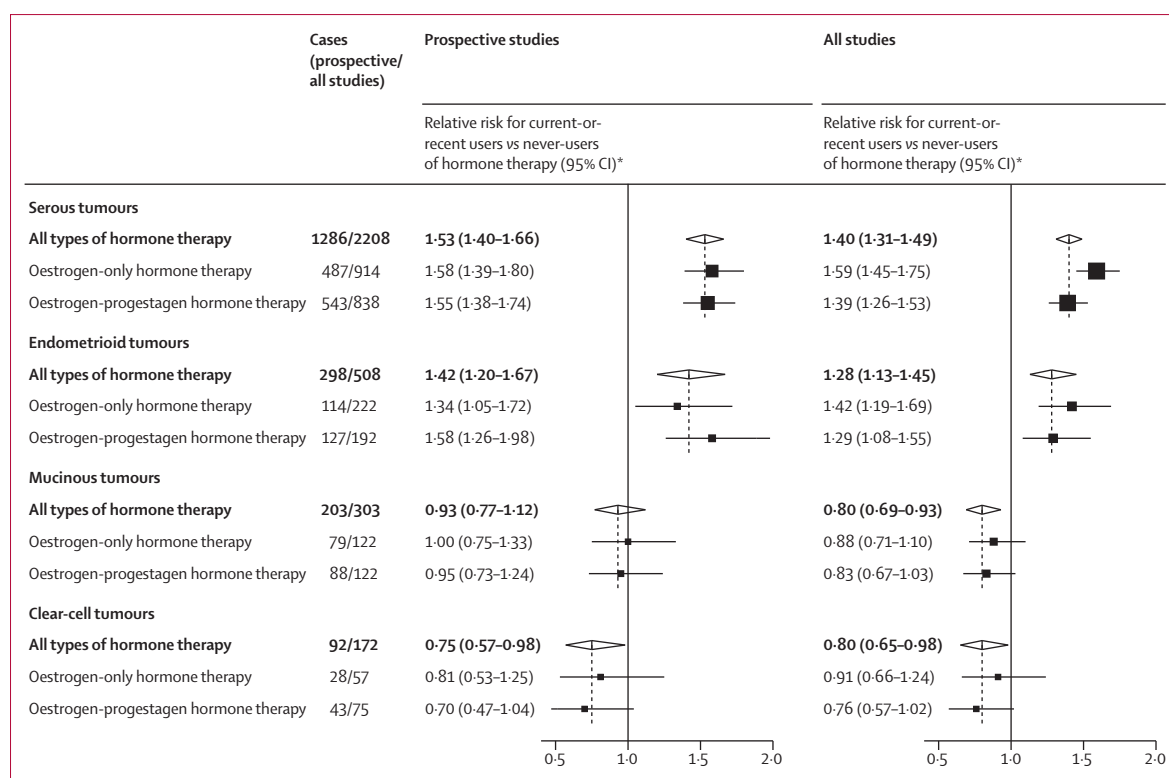 Cases
(prospective/
all studies)
Prospective studies
All studies
Relative risk for current-or-
recent users vs never-users
of hormone therapy (95% CI)*
Relative risk for current-or-
recent users vs never-users
of hormone therapy (95% CI)*
Serous tumours
All types of hormone therapy 1286/2208 1·53 (1·40–1·66) 1·40 (1·31–1·49)
Oestrogen-only hormone therapy 487/914 1·58 (1·39–1·80) 1·59 (1·45–1·75)
Oestrogen-progestagen hormone therapy 543/838 1·55 (1·38–1·74) 1·39 (1·26–1·53)
Endometrioid tumours
All types of hormone therapy 298/508 1·42 (1·20–1·67) 1·28 (1·13–1·45)
Oestrogen-only hormone therapy 114/222 1·34 (1·05–1·72) 1·42 (1·19–1·69)
Oestrogen-progestagen hormone therapy 127/192 1·58 (1·26–1·98) 1·29 (1·08–1·55)
Mucinous tumours
All types of hormone therapy 203/303 0·93 (0·77–1·12) 0·80 (0·69–0·93)
Oestrogen-only hormone therapy 79/122 1·00 (0·75–1·33) 0·88 (0·71–1·10)
Oestrogen-progestagen hormone therapy 88/122 0·95 (0·73–1·24) 0·83 (0·67–1·03)
Clear-cell tumours
All types of hormone therapy 92/172 0·75 (0·57–0·98) 0·80 (0·65–0·98)
Oestrogen-only hormone therapy 28/57 0·81 (0·53–1·25) 0·91 (0·66–1·24)
Oestrogen-progestagen hormone therapy 43/75 0·70 (0·47–1·04) 0·76 (0·57–1·02)
0·5 1·0 1·5 2·0 0·5 1·0 1·5 2·0